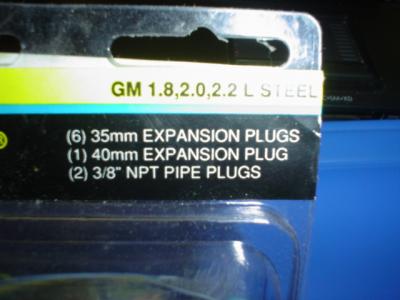 GM 1.8,2.0,2.2 L STEEL
(6) 35mm EXPANSION PLUGS
(1) 40mm EXPANSION PLUG
(2) 3/8" NPT PIPE PLUGS
®